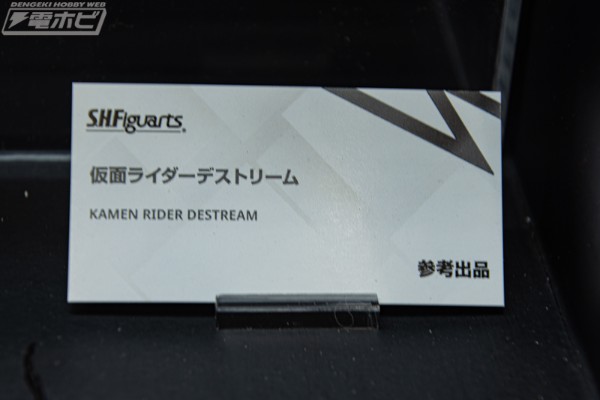 DENGEKI HOBBY WEB
電ホビ
S.H.Figuarts
仮面ライダーデストリーム
KAMEN RIDER DESTREAM
参考出品